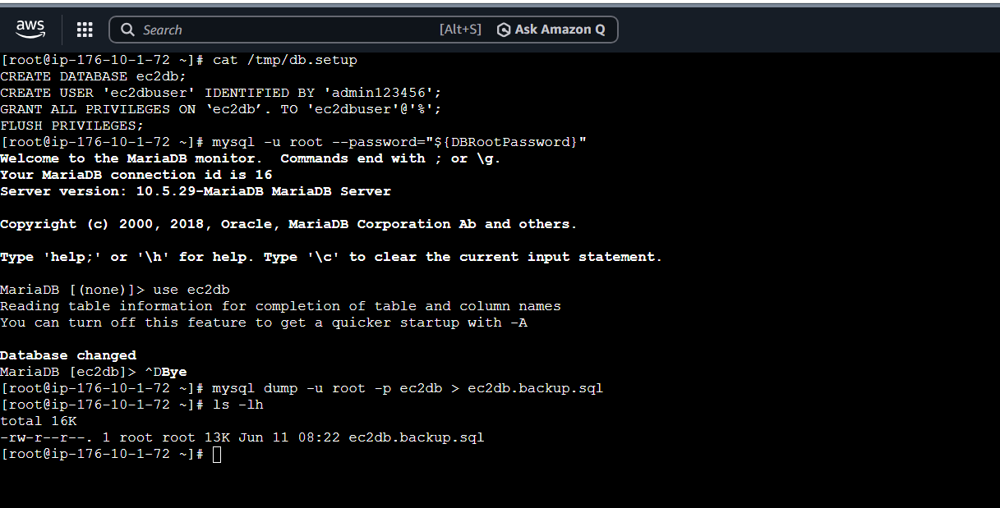 aws
Search [Alt+S] Ask Amazon Q
[root@ip-176-10-1-72 ~]# cat /tmp/db.setup
CREATE DATABASE ec2db;
CREATE USER 'ec2dbuser' IDENTIFIED BY 'admin123456';
GRANT ALL PRIVILEGES ON ‘ec2db’. TO 'ec2dbuser'@'%';
FLUSH PRIVILEGES;
[root@ip-176-10-1-72 ~]# mysql -u root --password="${DBRootPassword}"
Welcome to the MariaDB monitor.  Commands end with ; or \g.
Your MariaDB connection id is 16
Server version: 10.5.29-MariaDB MariaDB Server
Copyright (c) 2000, 2018, Oracle, MariaDB Corporation Ab and others.
Type 'help;' or '\h' for help. Type '\c' to clear the current input statement.
MariaDB [(none)]> use ec2db
Reading table information for completion of table and column names
You can turn off this feature to get a quicker startup with -A
Database changed
MariaDB [ec2db]> ^DBye
[root@ip-176-10-1-72 ~]# mysql dump -u root -p ec2db > ec2db.backup.sql
[root@ip-176-10-1-72 ~]# ls -lh
total 16K
-rw-r--r--. 1 root root 13K Jun 11 08:22 ec2db.backup.sql
[root@ip-176-10-1-72 ~]#